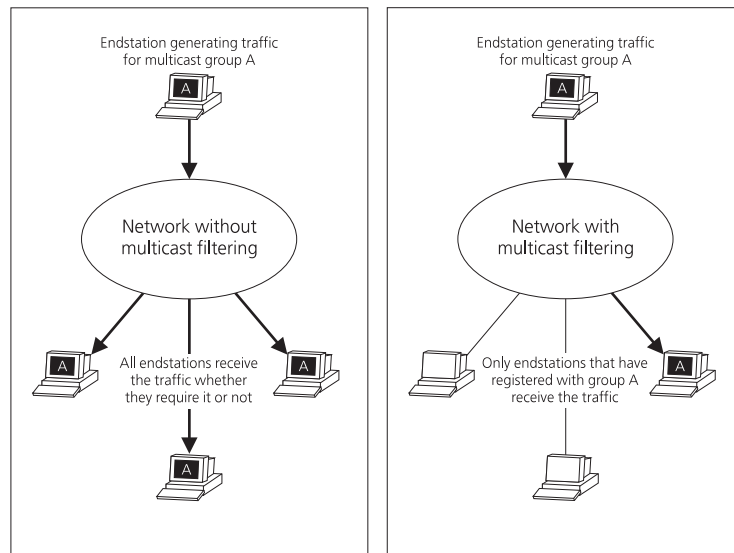 Endstation generating traffic
for multicast group A
A
Network without
multicast filtering
A
All endstations receive
the traffic whether
they require it or not
A
A
Endstation generating traffic
for multicast group A
A
Network with
multicast filtering
Only endstations that have
registered with group A
receive the traffic
A